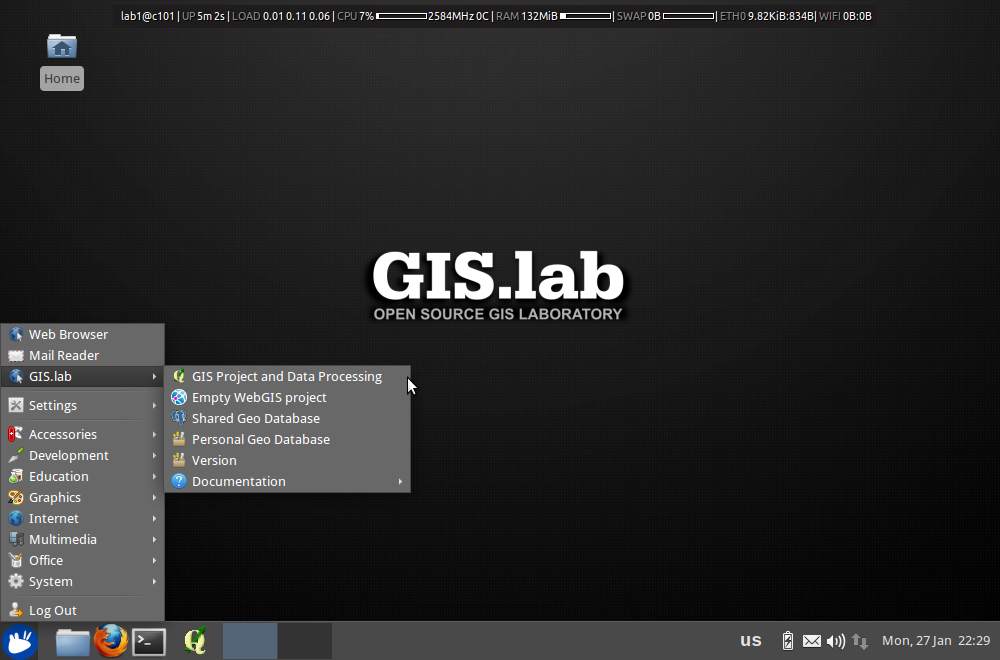 lab1@c101 | UP 5m 2s | LOAD 0.01 0.11 0.06 | CPU 7% 2584MHz 0C | RAM 132MiB | SWAP 0B | ETH0 9.82KiB:834B | WIFI 0B:0B
Home
GIS.lab
OPEN SOURCE GIS LABORATORY
Web Browser
Mail Reader
GIS.lab
Settings
Accessories
Development
Education
Graphics
Internet
Multimedia
Office
System
Log Out
GIS Project and Data Processing
Empty WebGIS project
Shared Geo Database
Personal Geo Database
Version
Documentation
us
Mon, 27 Jan 22:29